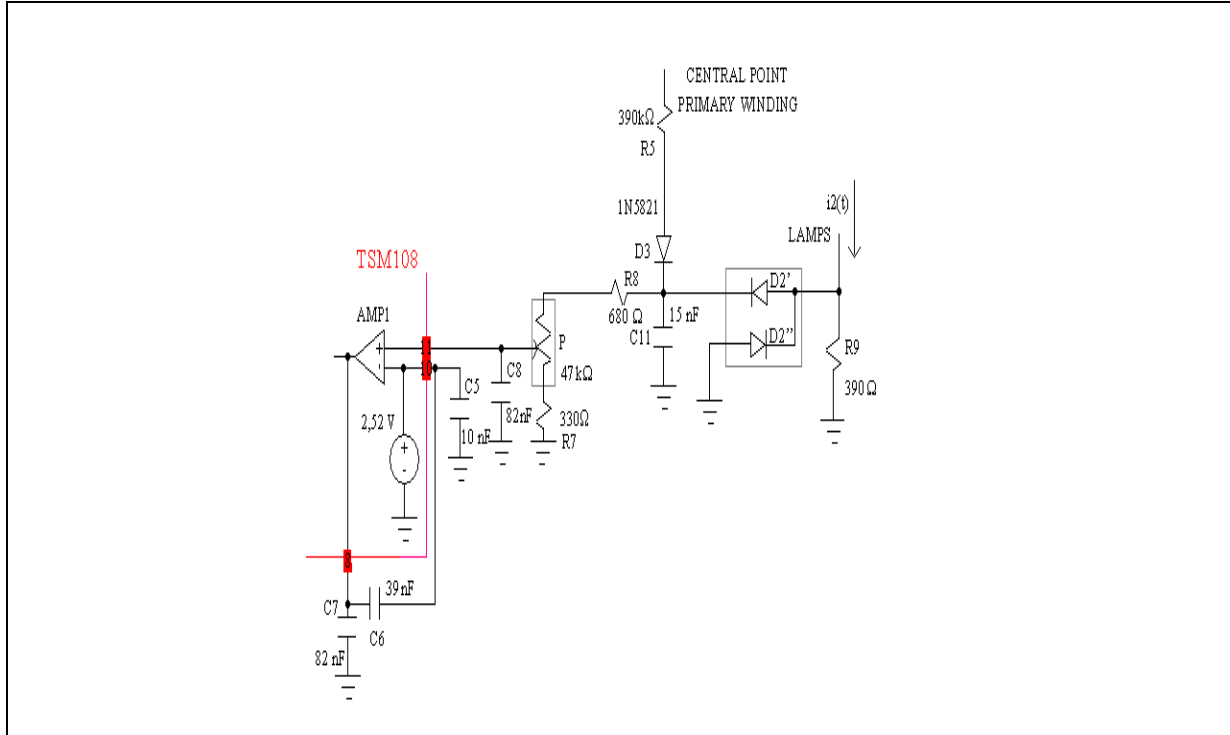 CENTRAL POINT
PRIMARY WINDING
390kΩ
R5
1N5821
i2(t)
LAMPS
D3
TSM108
R8
D2'
AMP1
680 Ω
15 nF
C11
D2''
P
R9
C8
47kΩ
C5
390 Ω
82nF
330Ω
2,52 V
10 nF
R7
39 nF
C7
C6
82 nF